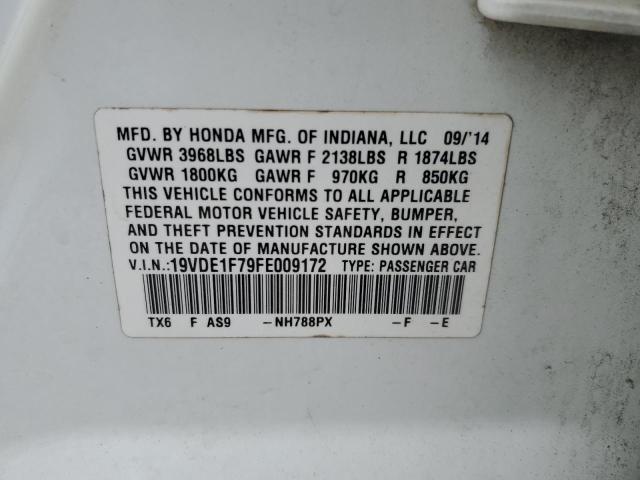 MFD. BY HONDA MFG. OF INDIANA, LLC 09/'14
GVWR 3968LBS GAWR F 2138LBS R 1874LBS
GVWR 1800KG GAWR F 970KG R 850KG
THIS VEHICLE CONFORMS TO ALL APPLICABLE
FEDERAL MOTOR VEHICLE SAFETY, BUMPER,
AND THEFT PREVENTION STANDARDS IN EFFECT
ON THE DATE OF MANUFACTURE SHOWN ABOVE.
V.I.N.:19VDE1F79FE009172 TYPE: PASSENGER CAR
TX6 F AS9 -NH788PX -F -E